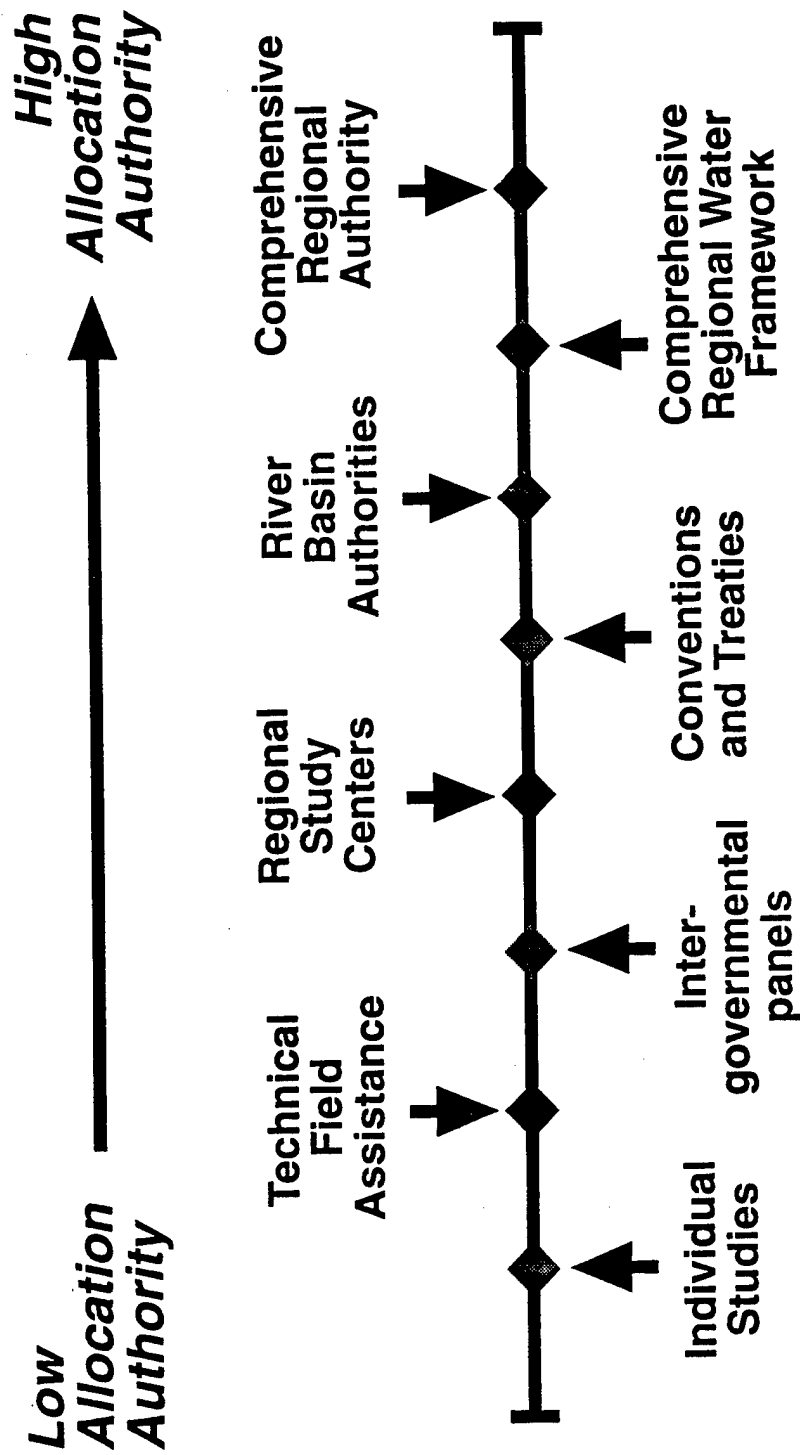 Low
Allocation
Authority
High
Allocation
Authority
Technical
Field
Assistance
Regional
Study
Centers
River
Basin
Authorities
Comprehensive
Regional
Authority
Individual
Studies
Inter-
governmental
panels
Conventions
and Treaties
Comprehensive
Regional Water
Framework